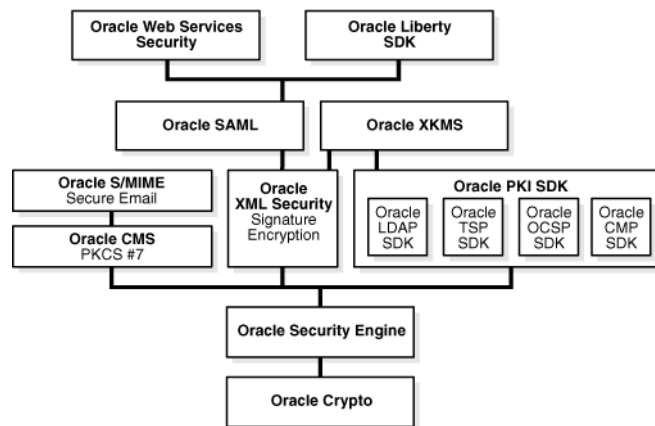 Oracle Web Services
Security
Oracle Liberty
SDK
Oracle SAML
Oracle XKMS
Oracle S/MIME
Secure Email
Oracle CMS
PKCS #7
Oracle
XML Security
Signature
Encryption
Oracle PKI SDK
Oracle
LDAP
SDK
Oracle
TSP
SDK
Oracle
OCSP
SDK
Oracle
CMP
SDK
Oracle Security Engine
Oracle Crypto